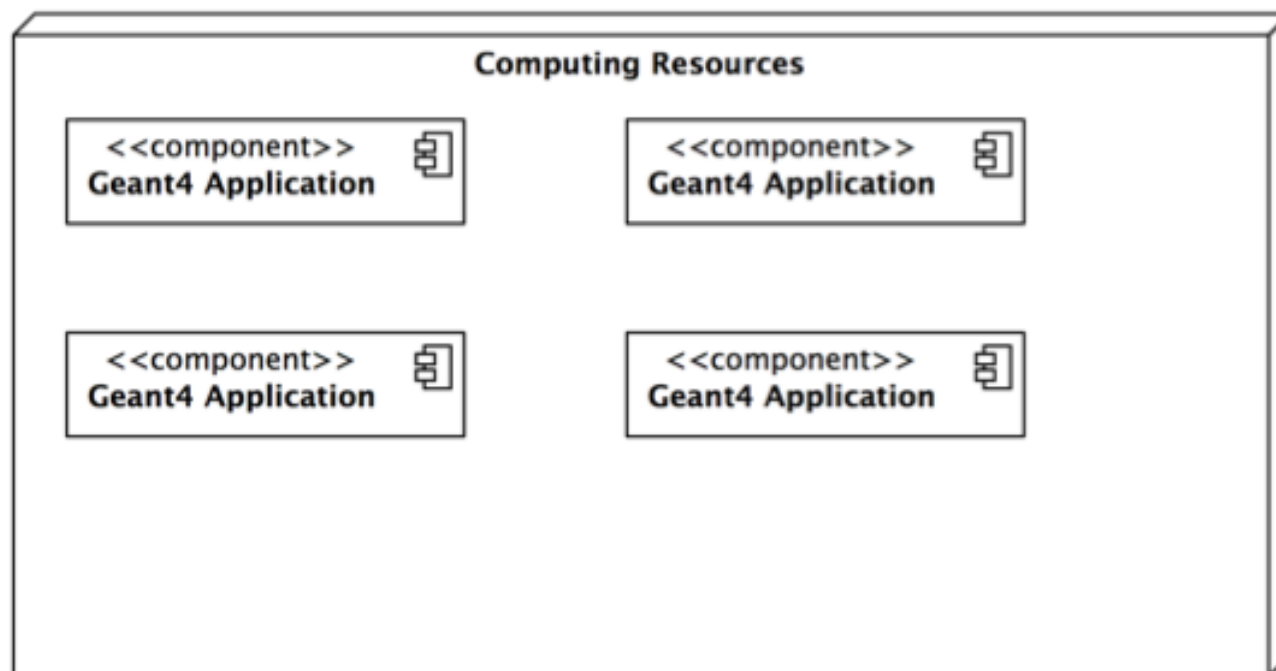 Computing Resources
<<component>>
Geant4 Application
<<component>>
Geant4 Application
<<component>>
Geant4 Application
<<component>>
Geant4 Application